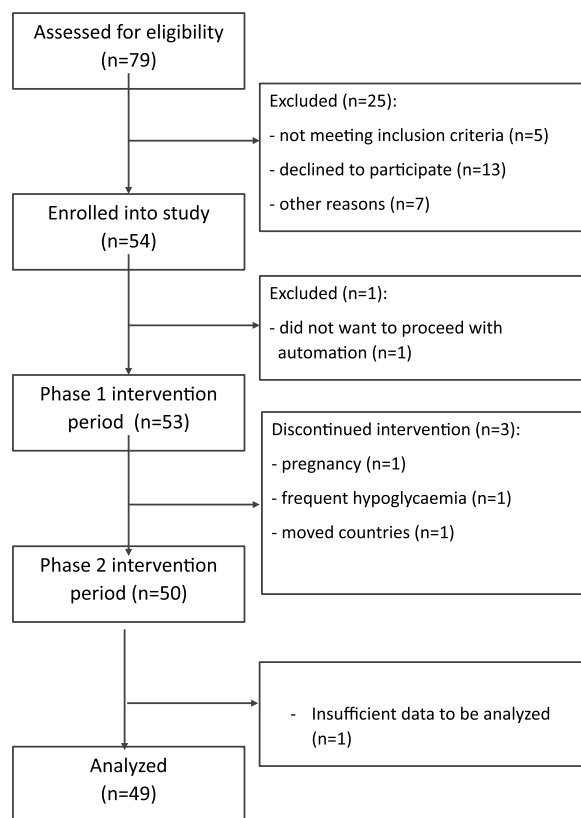 Assessed for eligibility
(n=79)
Excluded (n=25):
- not meeting inclusion criteria (n=5)
- declined to participate (n=13)
- other reasons (n=7)
Enrolled into study
(n=54)
Excluded (n=1):
- did not want to proceed with
automation (n=1)
Phase 1 intervention
period (n=53)
Discontinued intervention (n=3):
- pregnancy (n=1)
- frequent hypoglycaemia (n=1)
- moved countries (n=1)
Phase 2 intervention
period (n=50)
- Insufficient data to be analyzed
(n=1)
Analyzed
(n=49)